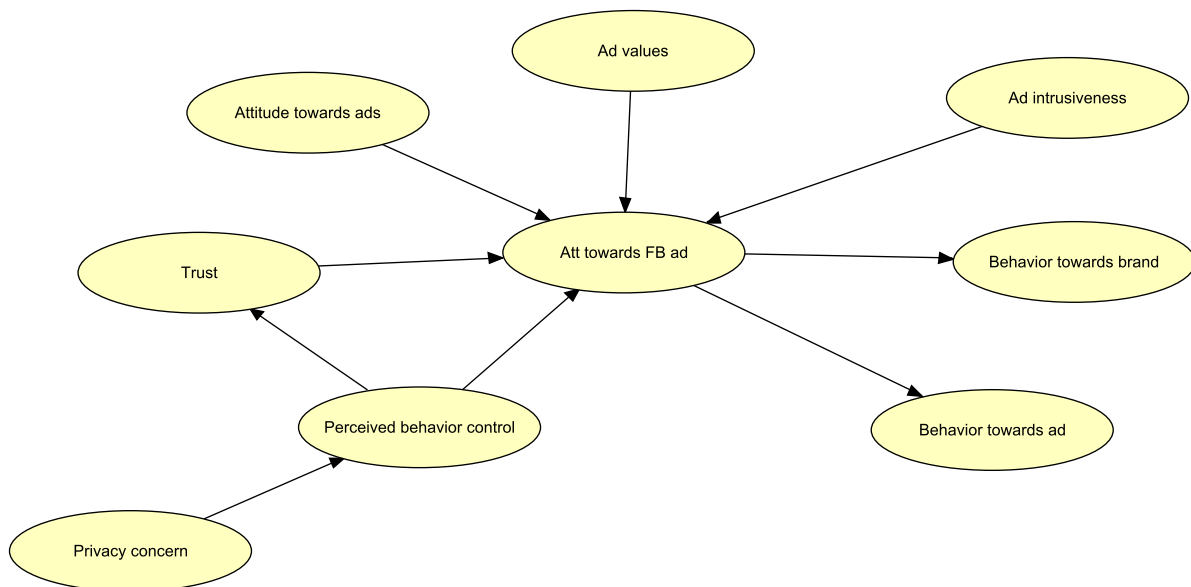 Ad values
Attitude towards ads
Ad intrusiveness
Att towards FB ad
Behavior towards brand
Trust
Perceived behavior control
Behavior towards ad
Privacy concern